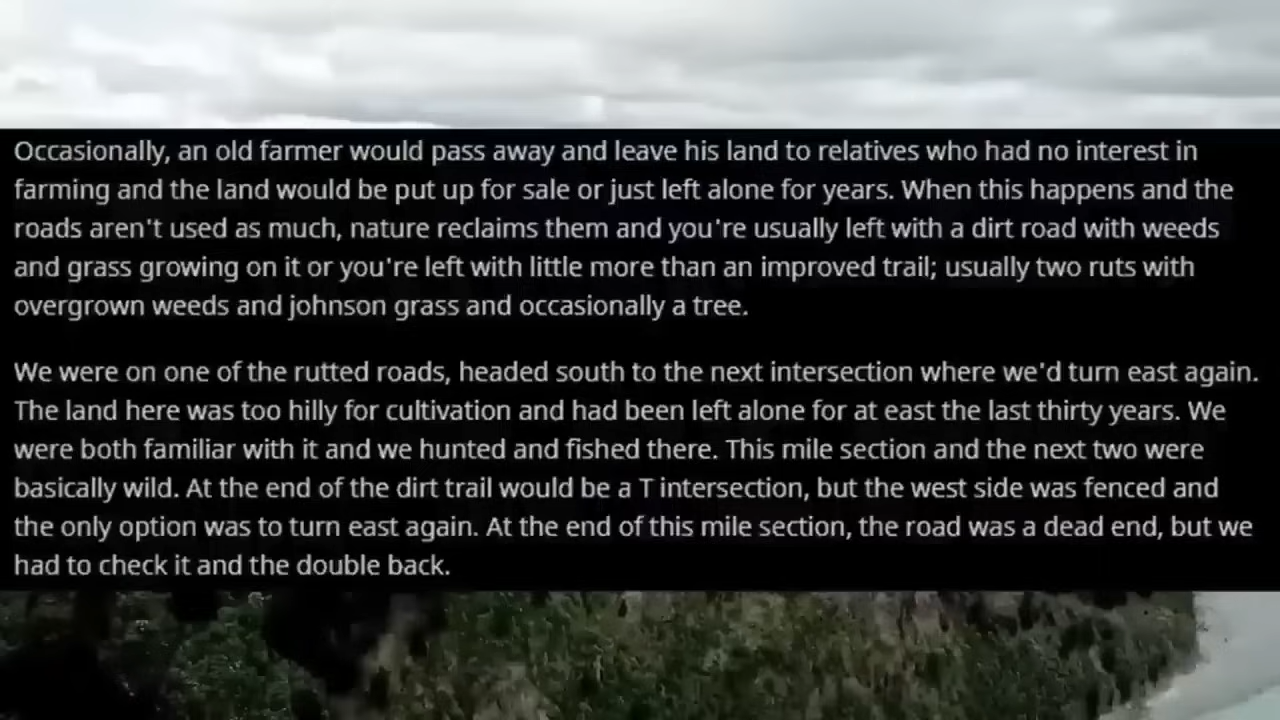 Occasionally, an old farmer would pass away and leave his land to relatives who had no interest in
farming and the land would be put up for sale or just left alone for years. When this happens and the
roads aren't used as much, nature reclaims them and you're usually left with a dirt road with weeds
and grass growing on it or you're left with little more than an improved trail; usually two ruts with
overgrown weeds and johnson grass and occasionally a tree.
We were on one of the rutted roads, headed south to the next intersection where we'd turn east again.
The land here was too hilly for cultivation and had been left alone for at east the last thirty years. We
were both familiar with it and we hunted and fished there. This mile section and the next two were
basically wild. At the end of the dirt trail would be a T intersection, but the west side was fenced and
the only option was to turn east again. At the end of this mile section, the road was a dead end, but we
had to check it and the double back.